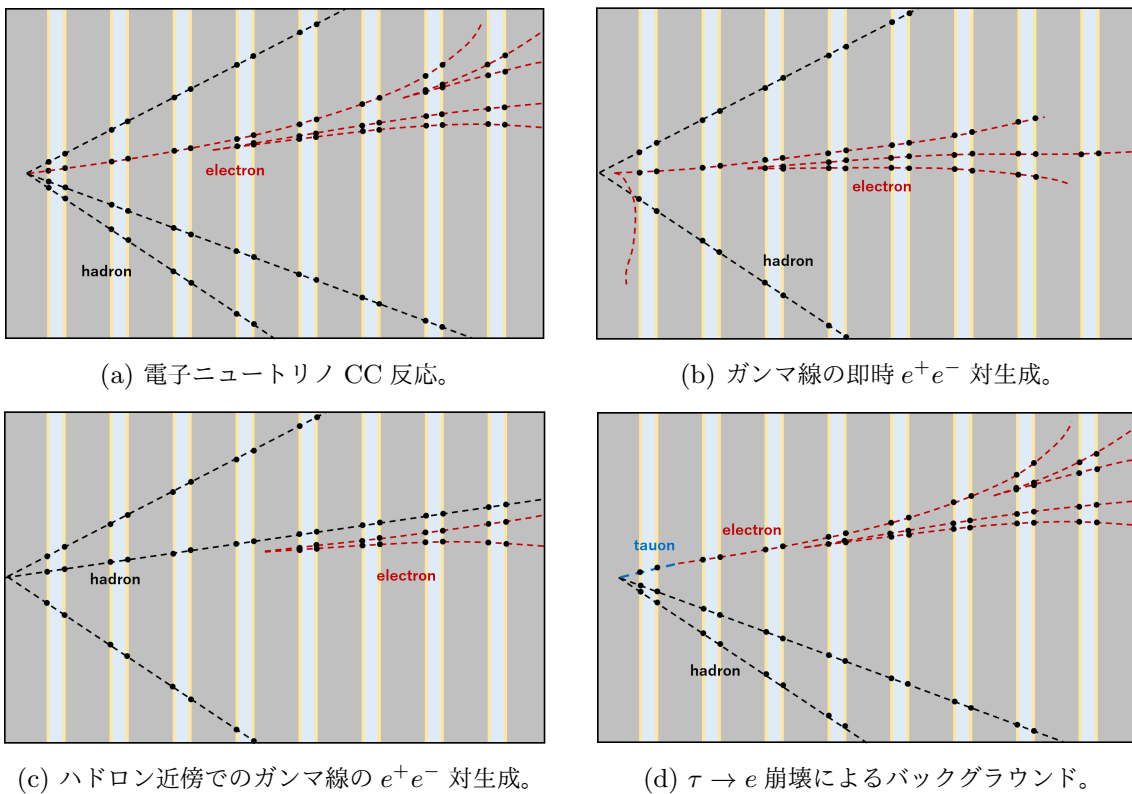 electron
hadron
(a) 電子ニュートリノ CC 反応。
electron
hadron
(b) ガンマ線の即時 e⁺e⁻ 対生成。
hadron
electron
(c) ハドロン近傍でのガンマ線の e⁺e⁻ 対生成。
electron
tauon
hadron
(d) τ → e 崩壊によるバックグラウンド。